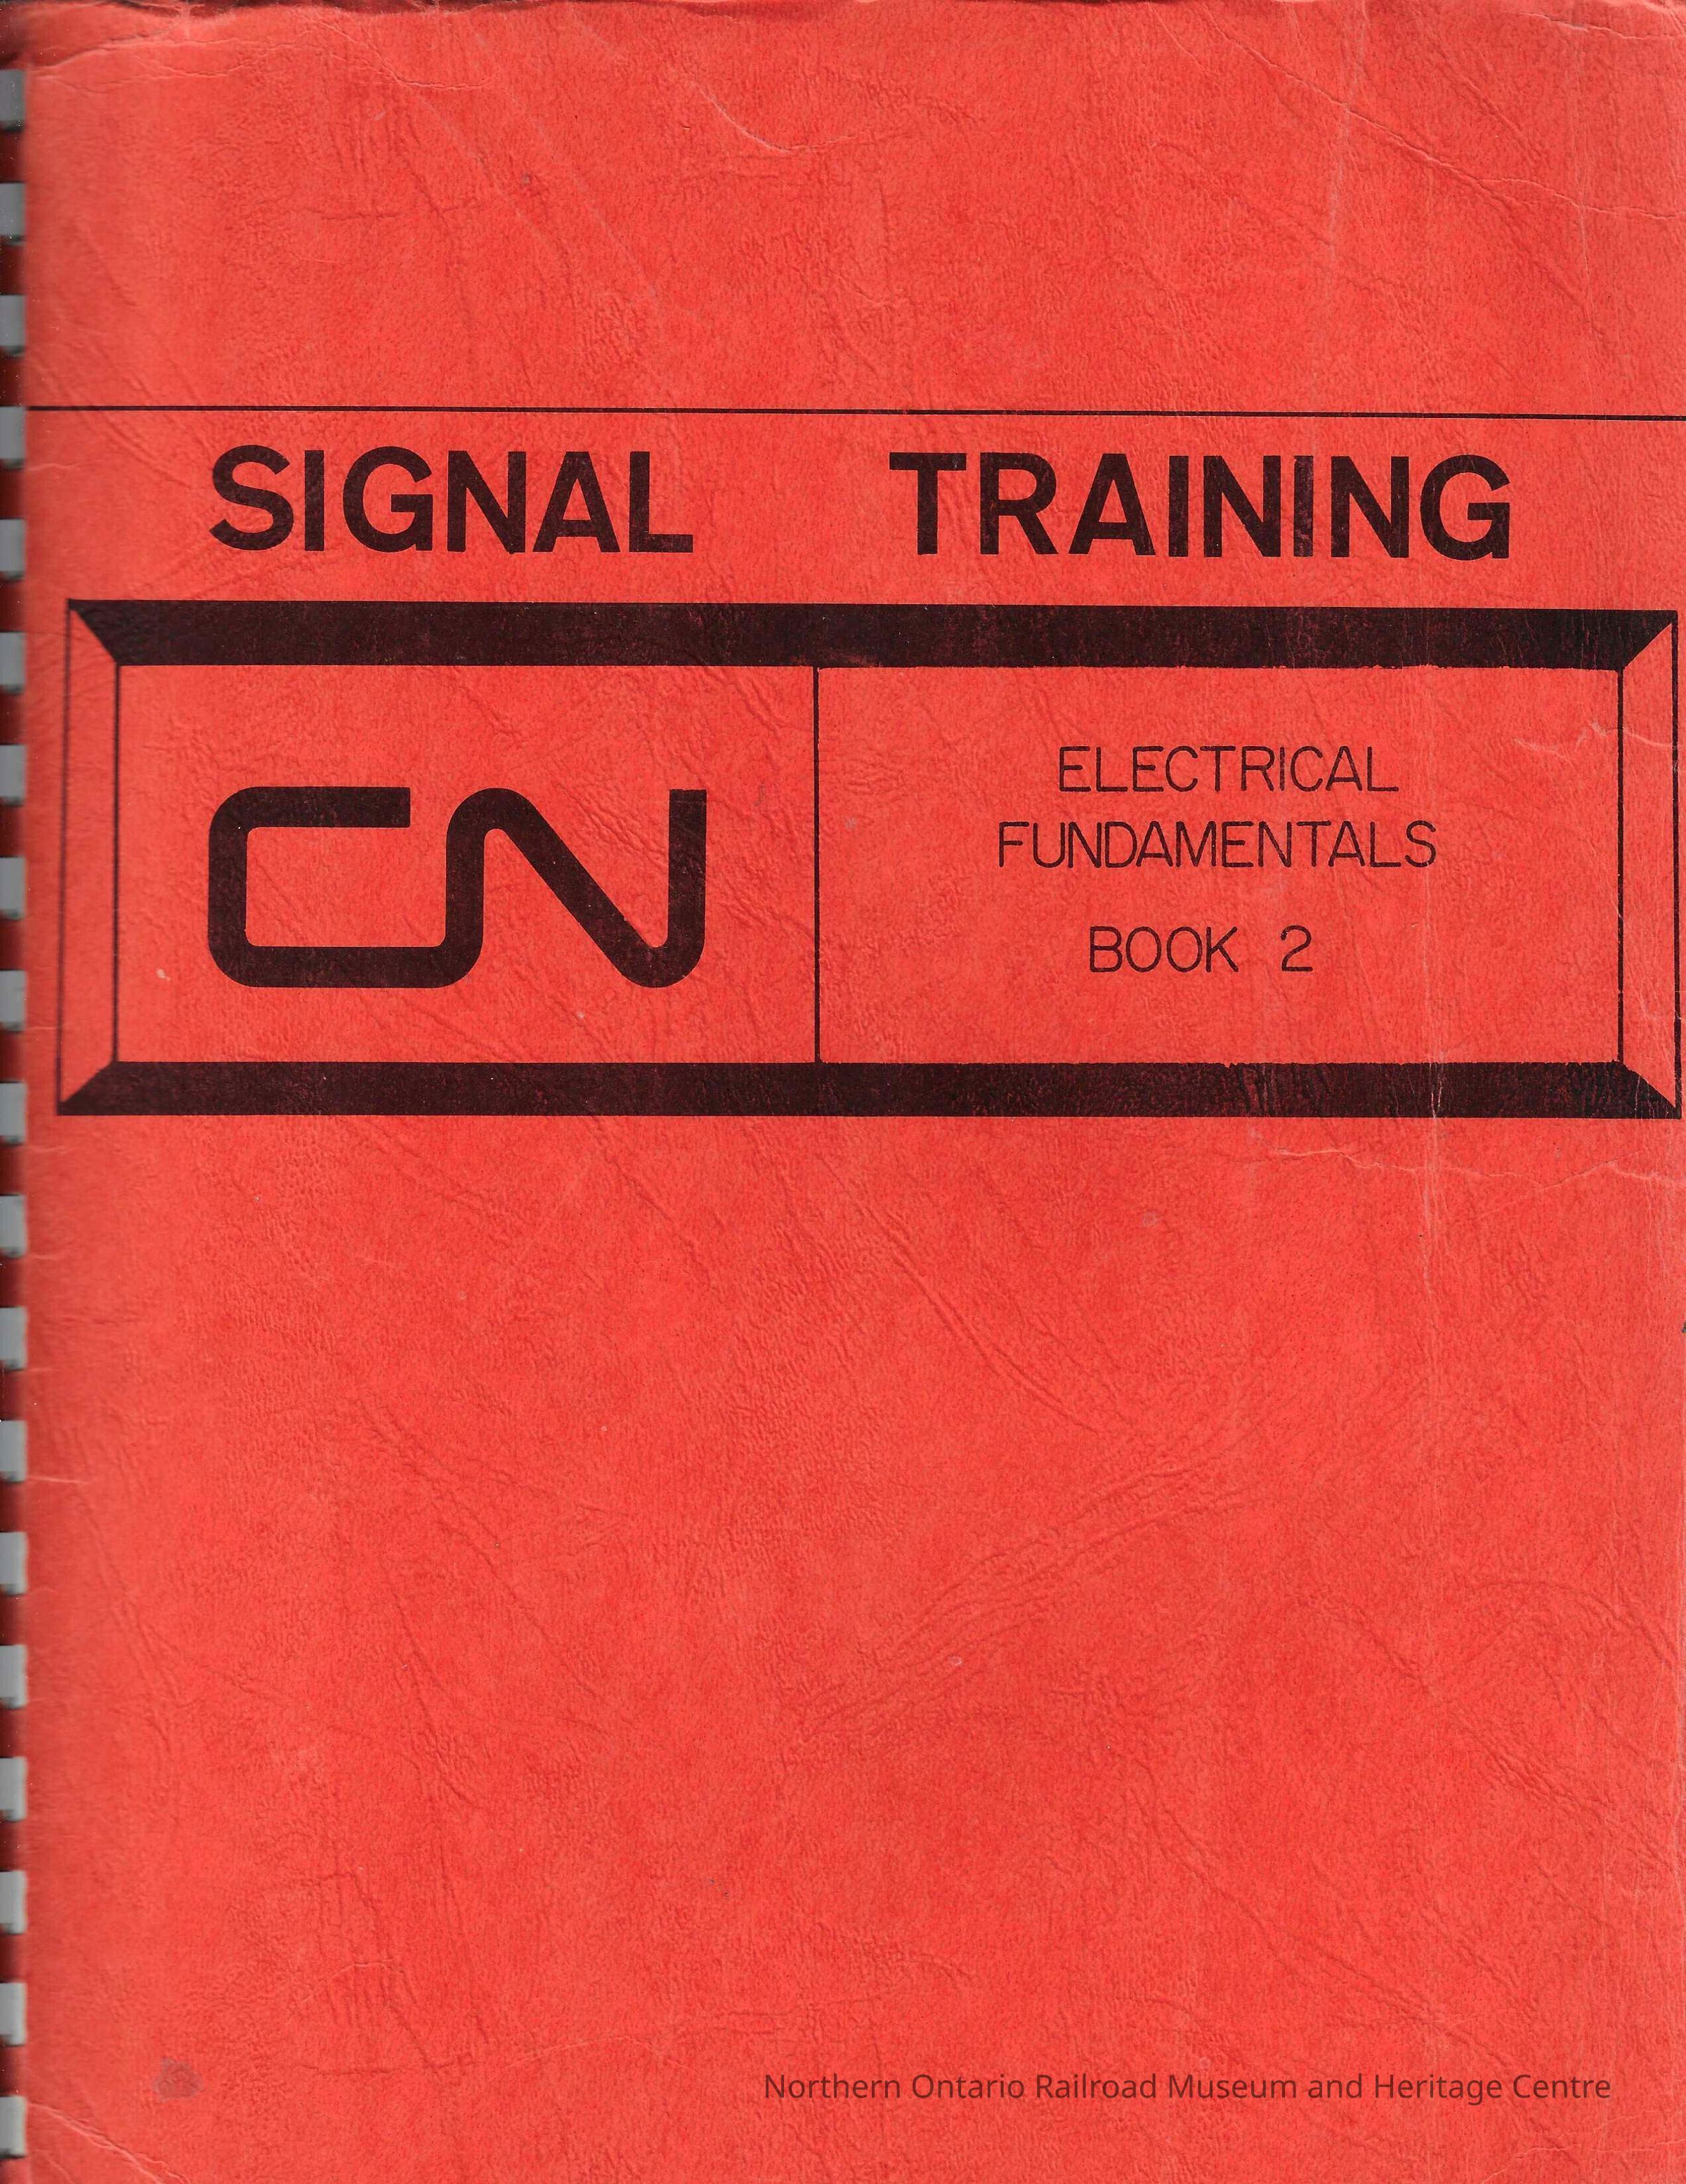 SIGNAL TRAINING
CN
ELECTRICAL
FUNDAMENTALS
BOOK 2
Northern Ontario Railroad Museum and Heritage Centre